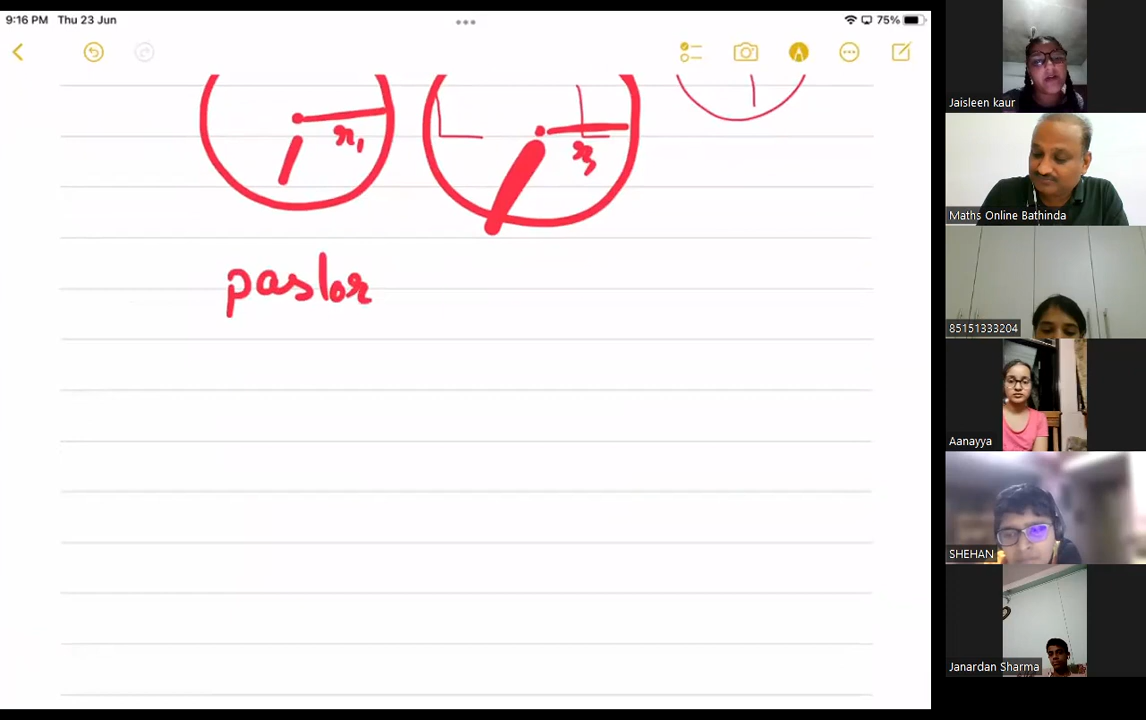 9:16 PM Thu 23 Jun
75%
r₁
paslor
Jaisleen kaur
Maths Online Bathinda
85151333204
Aanayya
SHEHAN
Janardan Sharma